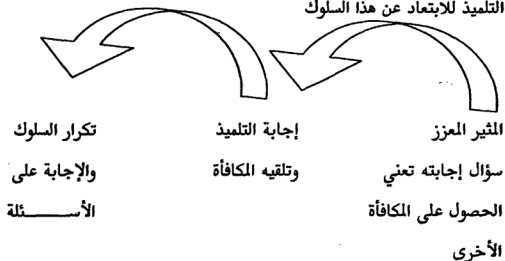 التلميذ للابتعاد عن هذا السلوك
المثير المعزز
سؤال إجابته تعني
الحصول على المكافأة
الأخرى
إجابة التلميذ
وتلقيه المكافأة
تكرار السلوك
والإجابة على
الأســـــــئلة